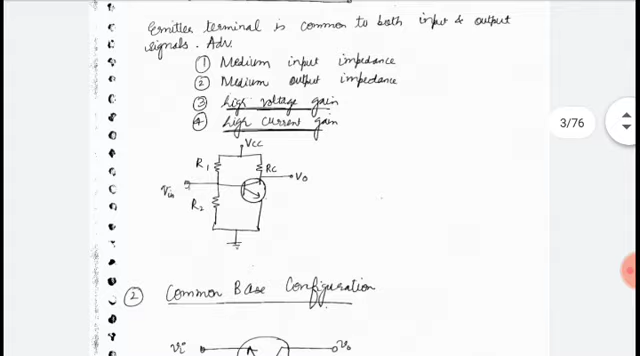 Emitter terminal is common to both input & output
signals. Adv.
① Medium input impedance
② Medium output impedance
③ high voltage gain
④ high current gain
3/76
Vcc
R1
Rc
Vo
Vin
R2
② Common Base Configuration
Vi
Vo